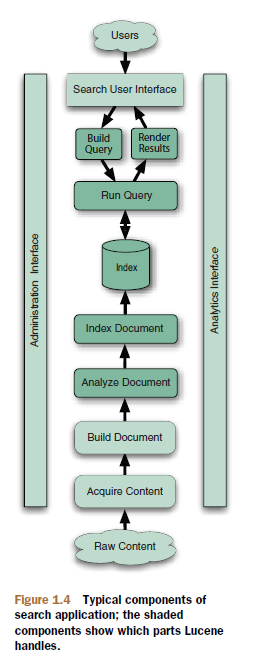 Users
Search User Interface
Build
Query
Render
Results
Run Query
Index
Administration Interface
Analytics Interface
Index Document
Analyze Document
Build Document
Acquire Content
Raw Content
Figure 1.4 Typical components of
search application; the shaded
components show which parts Lucene
handles.